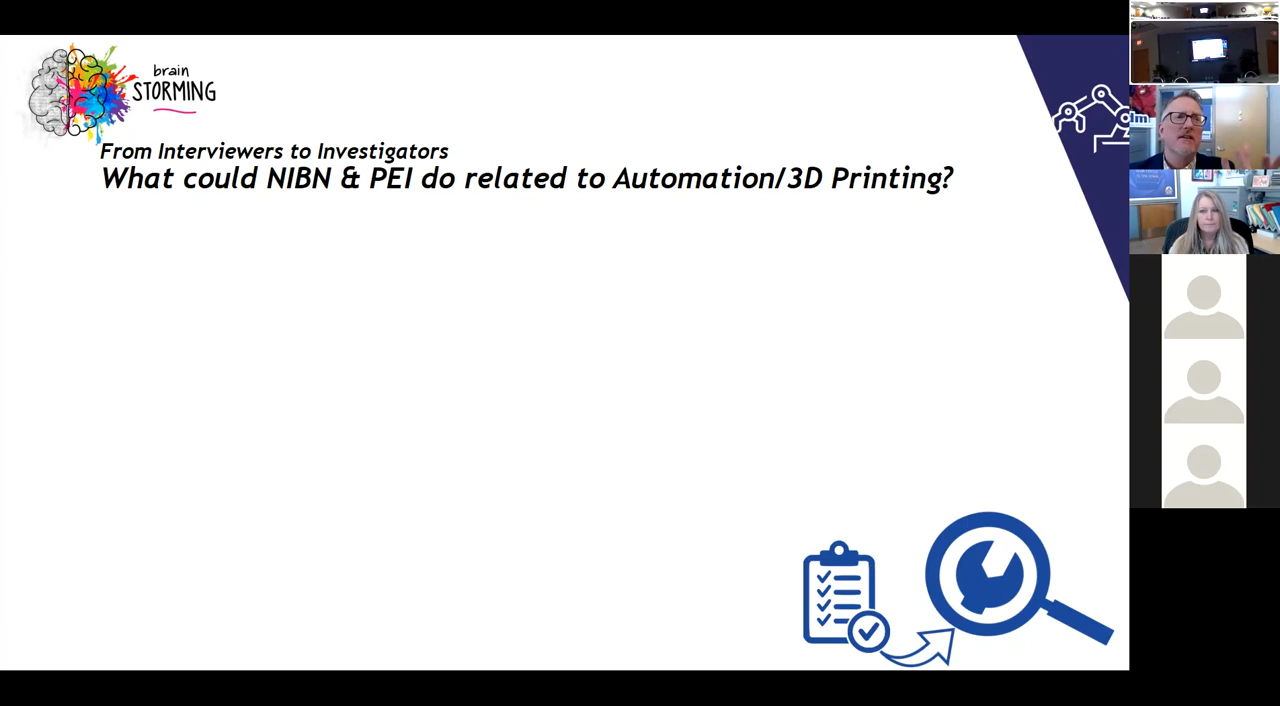 brain
STORMING
From Interviewers to Investigators
What could NIBN & PEI do related to Automation/3D Printing?